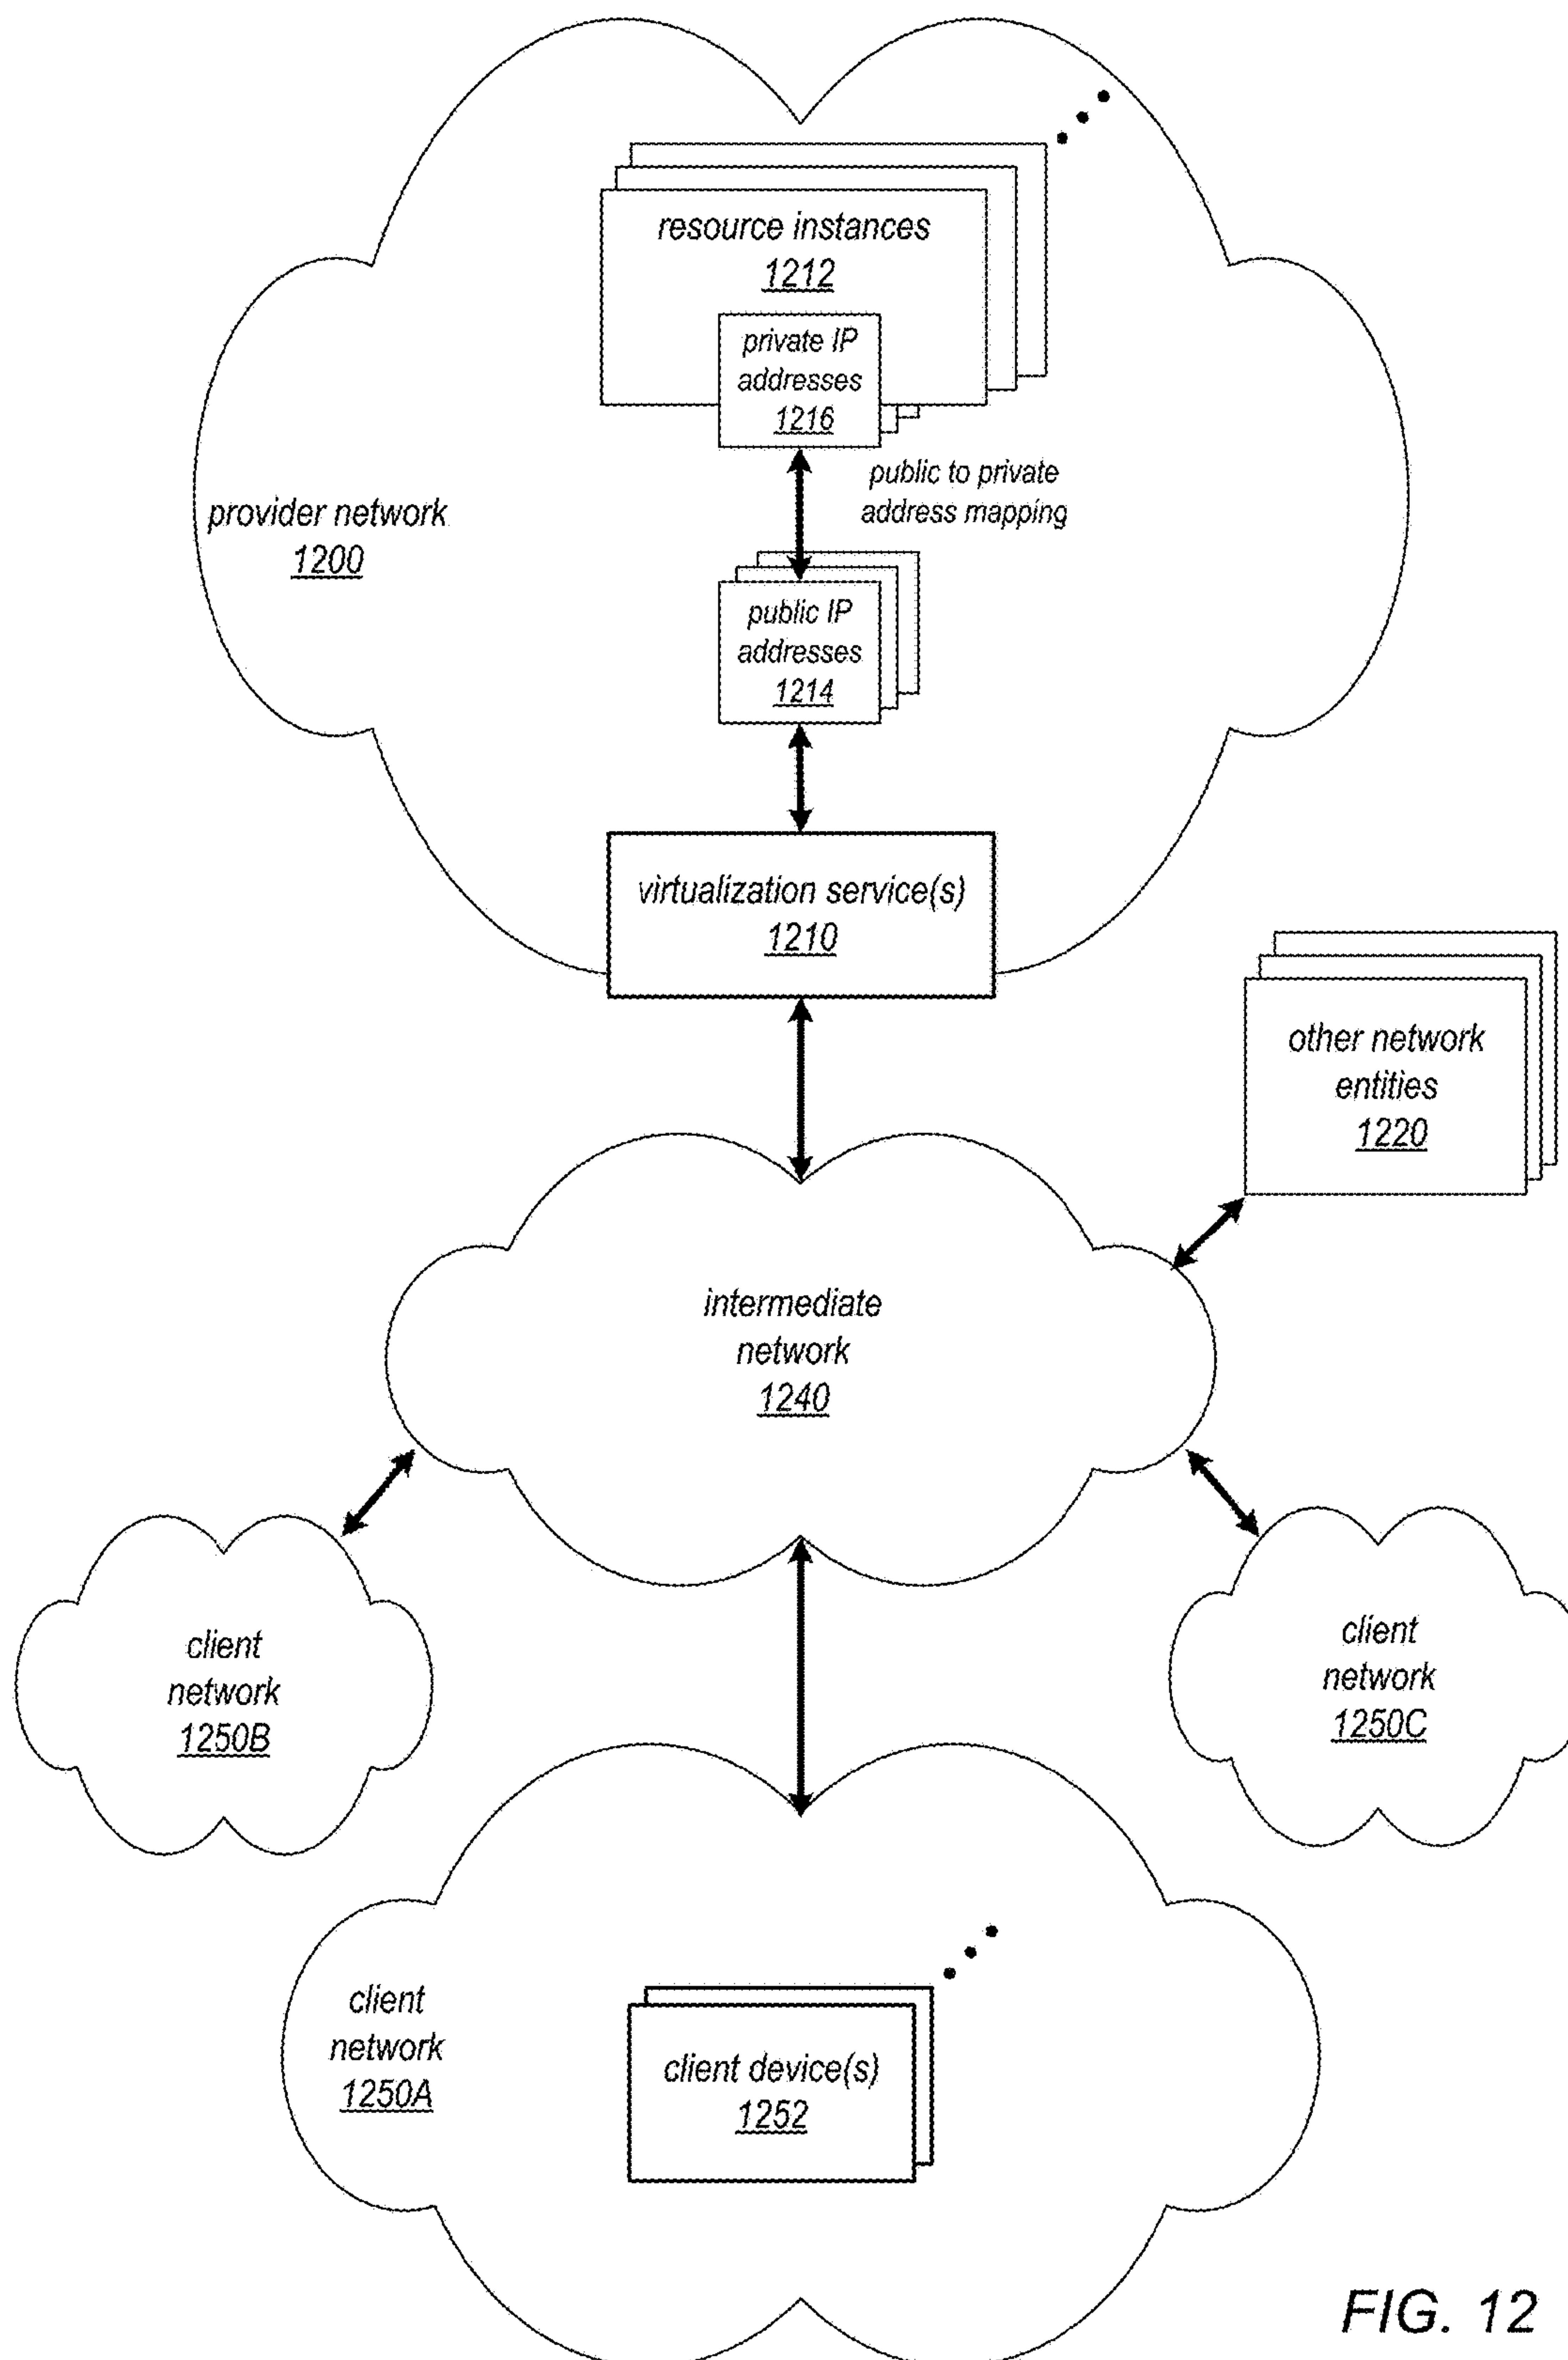 resource instances
1212
private IP
addresses
1216
public to private
address mapping
provider network
1200
public IP
addresses
1214
virtualization service(s)
1210
other network
entities
1220
intermediate
network
1240
client
network
1250B
client
network
1250C
client
network
1250A
client device(s)
1252
FIG. 12